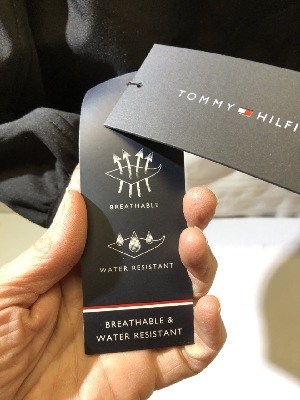 TOMMY HILFI
BREATHABLE
WATER RESISTANT
BREATHABLE &
WATER RESISTANT